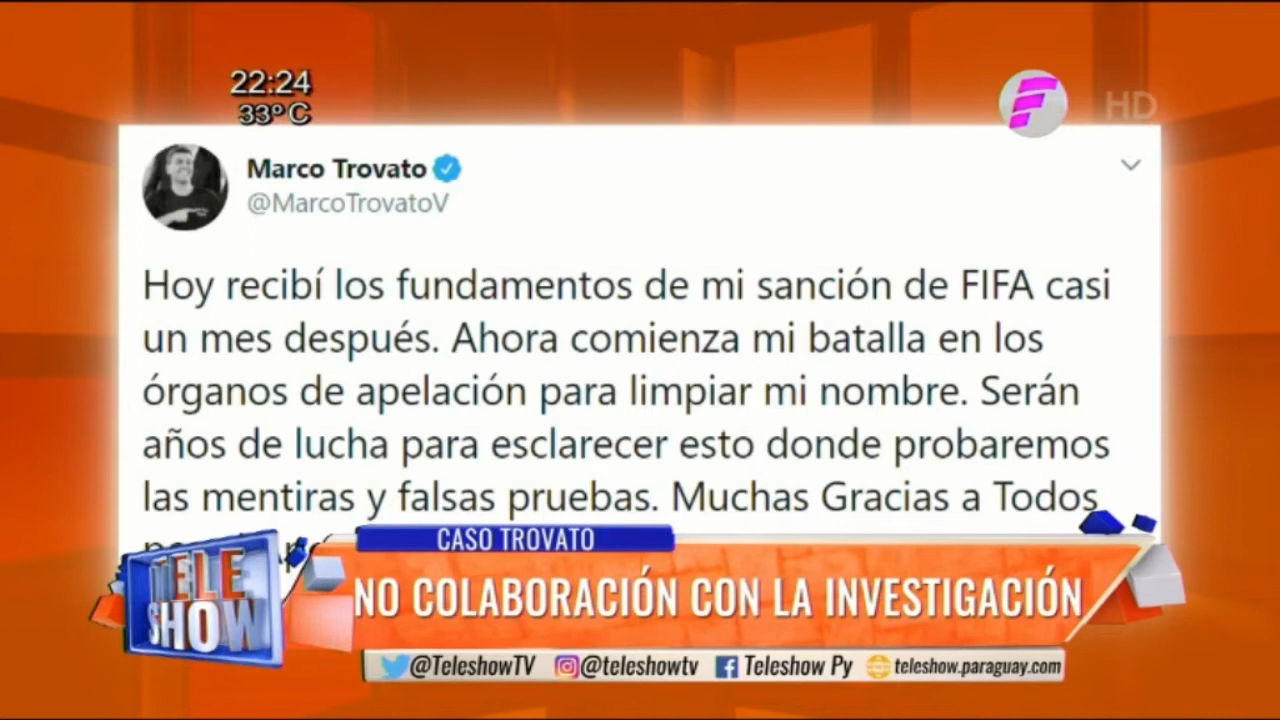 22:24
33º C
HD
Marco Trovato
@MarcoTrovatoV
Hoy recibí los fundamentos de mi sanción de FIFA casi
un mes después. Ahora comienza mi batalla en los
órganos de apelación para limpiar mi nombre. Serán
años de lucha para esclarecer esto donde probaremos
las mentiras y falsas pruebas. Muchas Gracias a Todos
CASO TROVATO
TELE
SHOW
NO COLABORACIÓN CON LA INVESTIGACIÓN
@TeleshowTV @teleshowtv Teleshow Py teleshow.paraguay.com